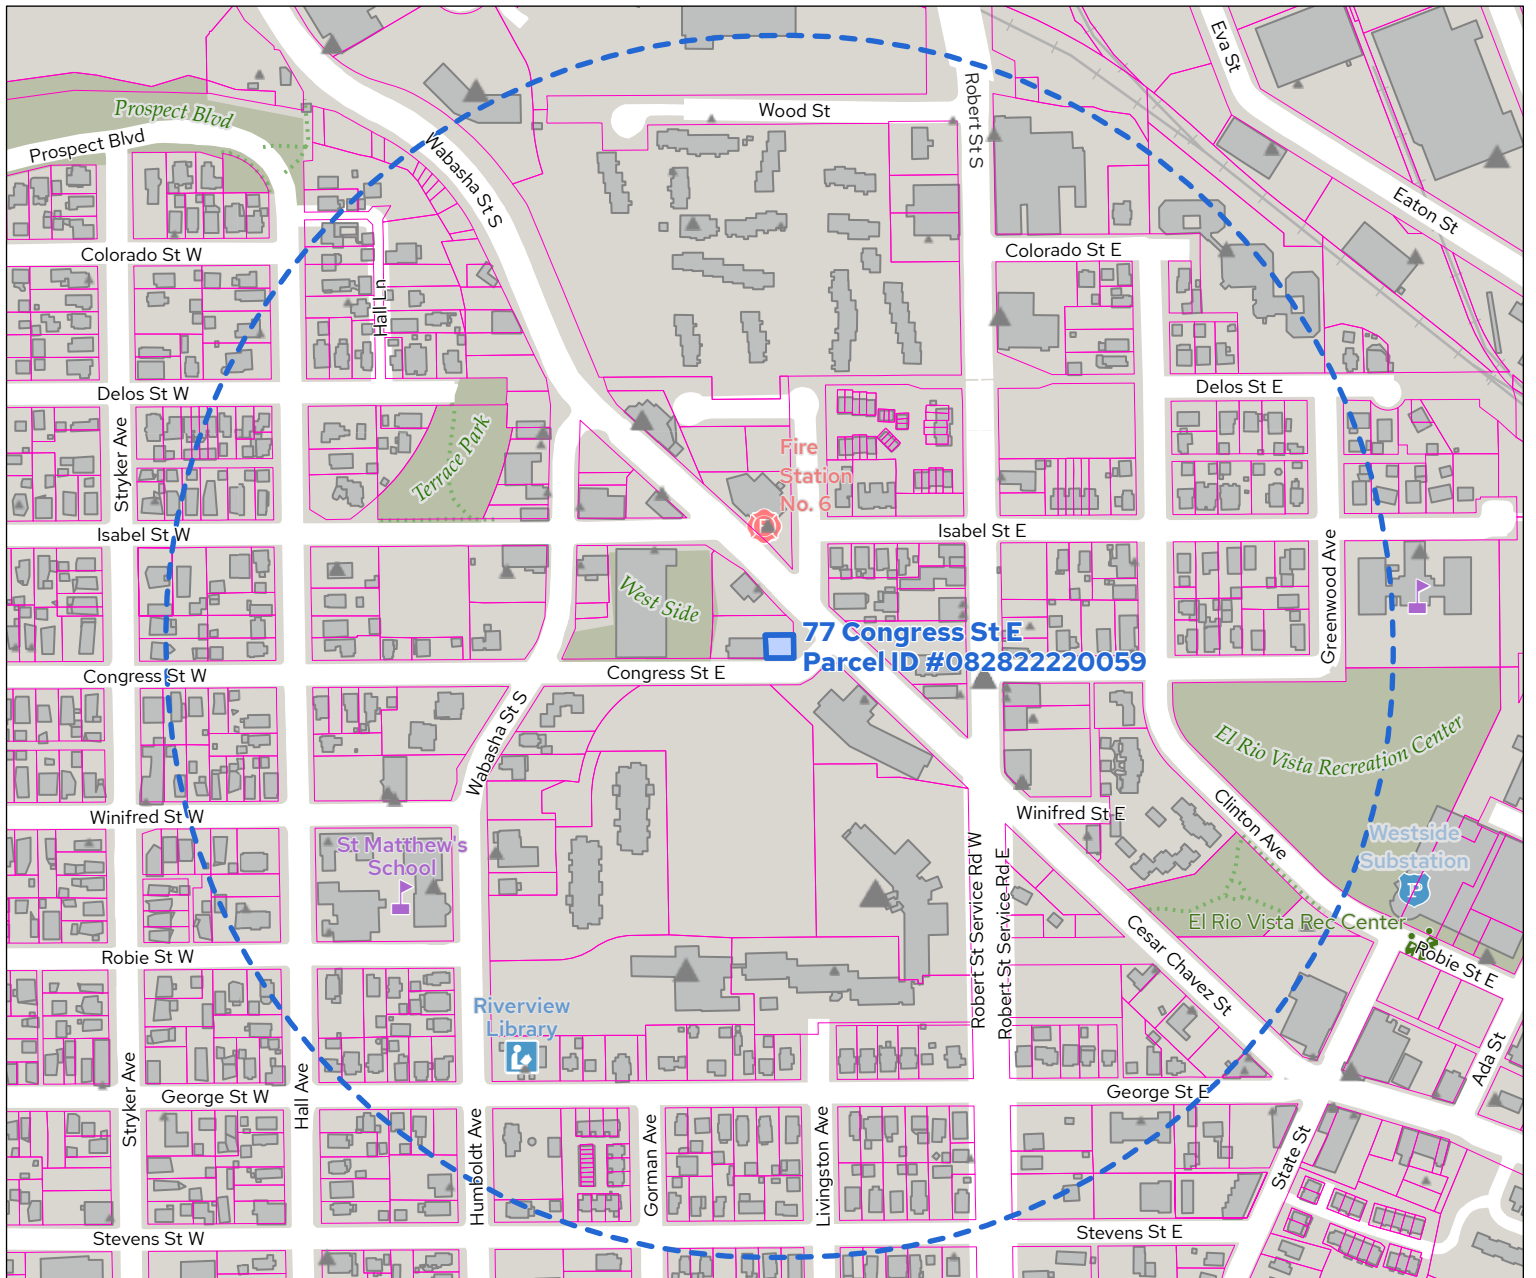 Eva St
Prospect Blvd
Wood St
Prospect Blvd
Robert St S
Wabasha St S
Eaton St
Colorado St W
Colorado St E
Hall Ln
Delos St W
Delos St E
Stryker Ave
Terrace Park
Fire
Station
No. 6
F
Isabel St W
Isabel St E
Greenwood Ave
West Side
77 Congress St E
Parcel ID #082822220059
Congress St W
Congress St E
Wabasha St S
El Rio Vista Recreation Center
Winifred St W
Winifred St E
Clinton Ave
St Matthew's
School
Westside
Substation
P
Robert St Service Rd W
Robert St Service Rd E
El Rio Vista Rec Center
Robie St W
Cesar Chavez St
Robie St E
Riverview
Library
Stryker Ave
Hall Ave
George St W
George St E
Ada St
Humboldt Ave
Gorman Ave
Livingston Ave
State St
Stevens St W
Stevens St E